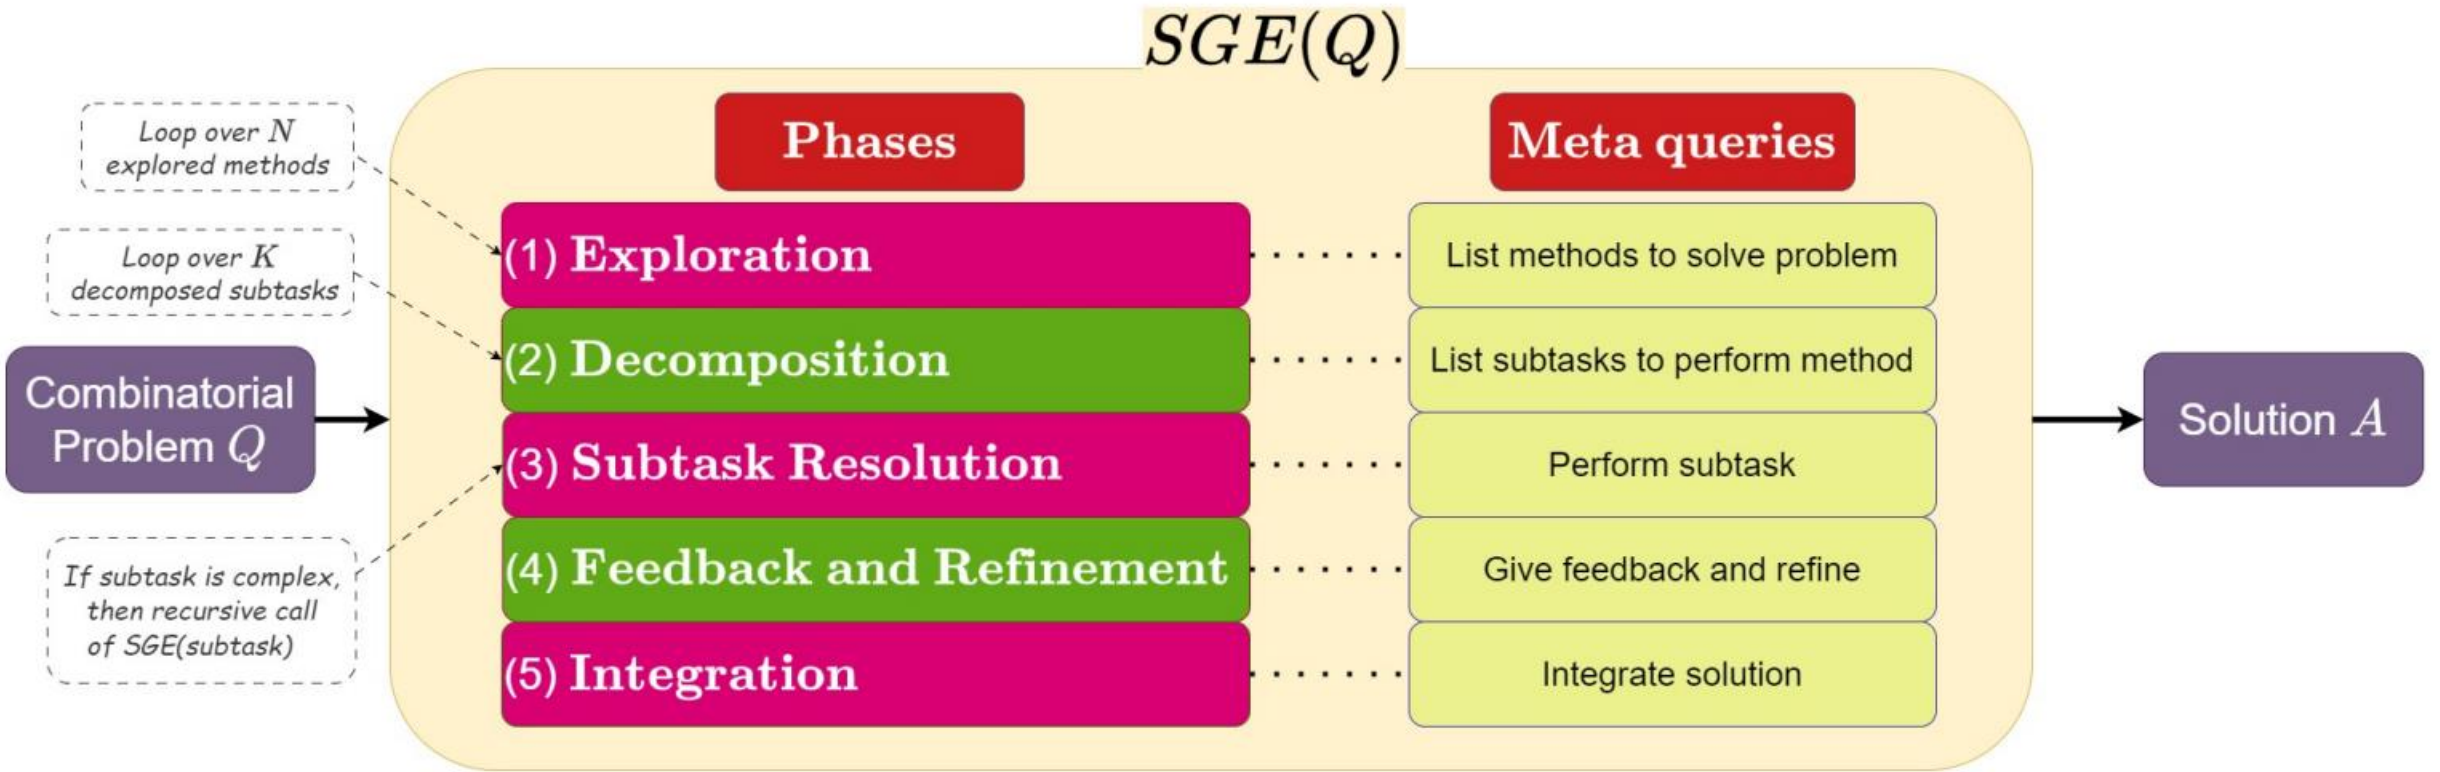 SGE(Q)
Phases
Meta queries
Loop over N
explored methods
(1) Exploration
List methods to solve problem
Loop over K
decomposed subtasks
(2) Decomposition
List subtasks to perform method
Combinatorial
Problem Q
(3) Subtask Resolution
Perform subtask
Solution A
If subtask is complex,
then recursive call
of SGE(subtask)
(4) Feedback and Refinement
Give feedback and refine
(5) Integration
Integrate solution